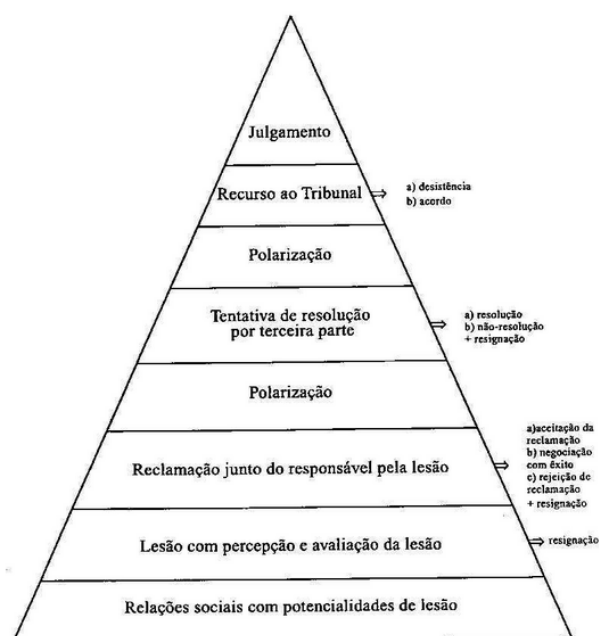 Julgamento
Recurso ao Tribunal
a) desistência
b) acordo
Polarização
Tentativa de resolução
por terceira parte
a) resolução
b) não-resolução
+ resignação
Polarização
Reclamação junto do responsável pela lesão
a)aceitação da
reclamação
b) negociação
com êxito
c) rejeição de
reclamação
+ resignação
Lesão com percepção e avaliação da lesão
resignação
Relações sociais com potencialidades de lesão